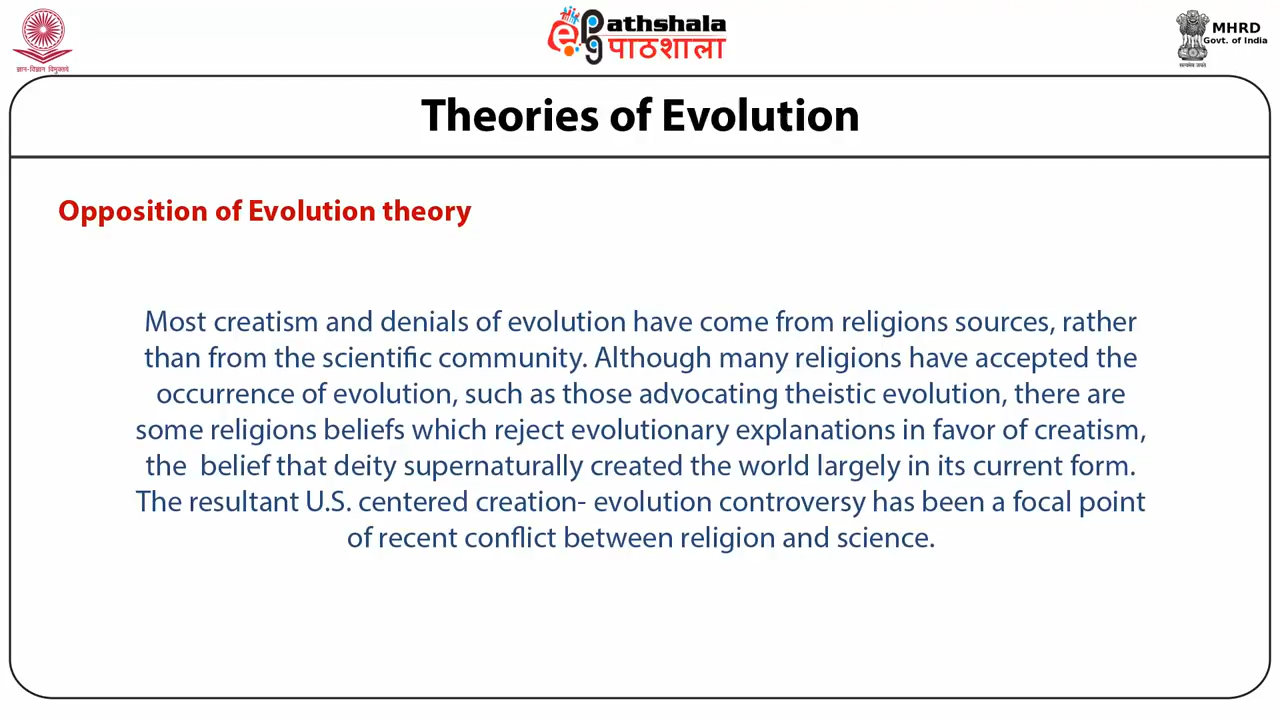 ज्ञान-विज्ञान विमुक्तये
epathshala
पाठशाला
MHRD
Govt. of India
सत्यमेव जयते
Theories of Evolution
Opposition of Evolution theory
Most creatism and denials of evolution have come from religions sources, rather
than from the scientific community. Although many religions have accepted the
occurrence of evolution, such as those advocating theistic evolution, there are
some religions beliefs which reject evolutionary explanations in favor of creatism,
the belief that deity supernaturally created the world largely in its current form.
The resultant U.S. centered creation- evolution controversy has been a focal point
of recent conflict between religion and science.